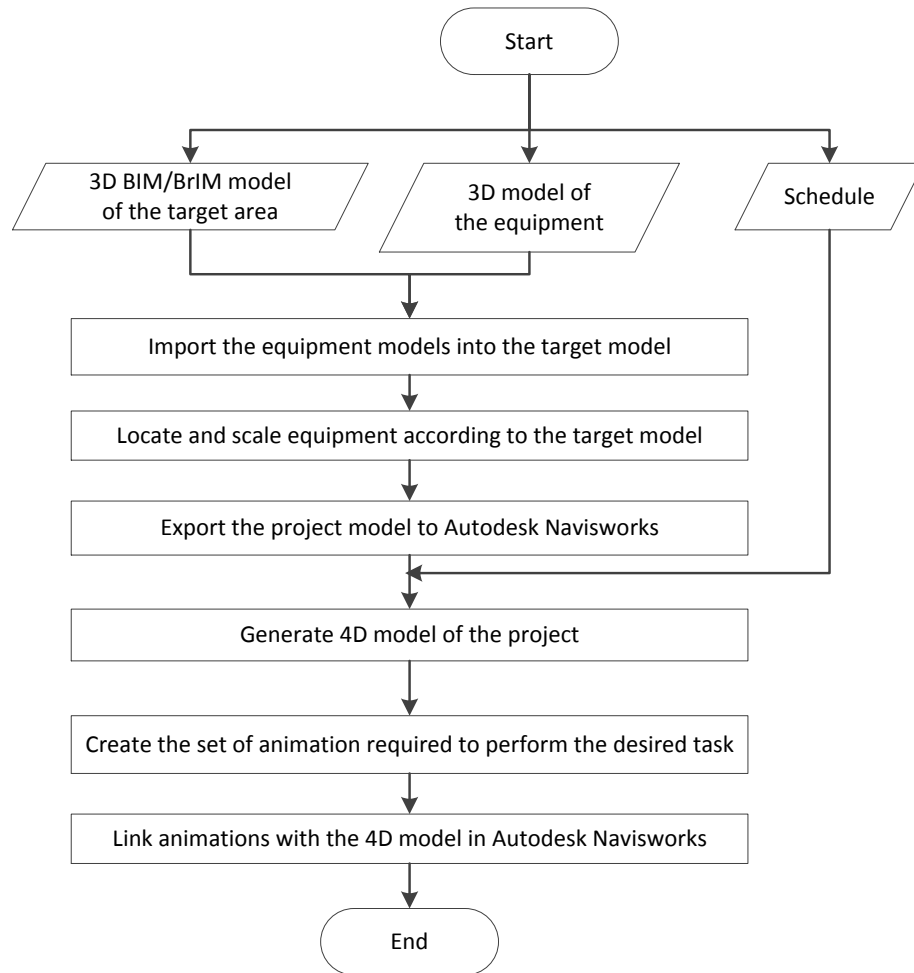 Start
3D BIM/BrIM model
of the target area
3D model of
the equipment
Schedule
Import the equipment models into the target model
Locate and scale equipment according to the target model
Export the project model to Autodesk Navisworks
Generate 4D model of the project
Create the set of animation required to perform the desired task
Link animations with the 4D model in Autodesk Navisworks
End